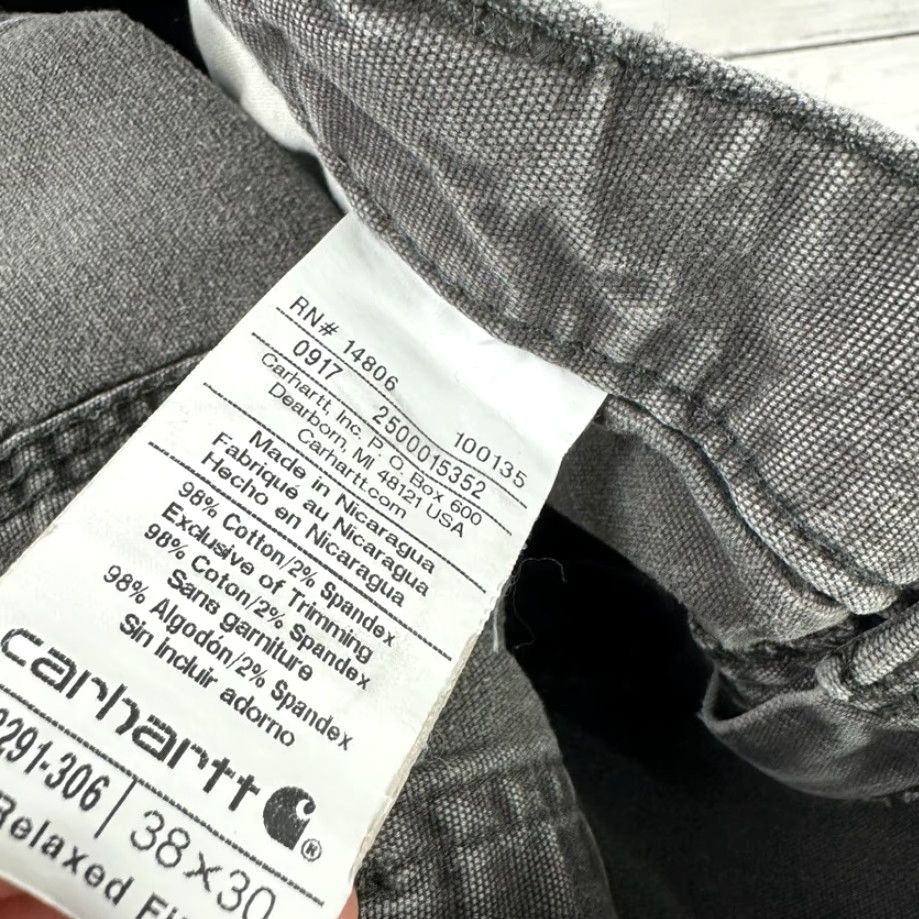 RN# 14806 100135
0917 2500015352
Carhartt, Inc. P. O. Box 600
Dearborn, MI 48121 USA
Carhartt.com
Made in Nicaragua
Fabriqué au Nicaragua
Hecho en Nicaragua
98% Cotton/2% Spandex
Exclusive of Trimming
98% Coton/2% Spandex
Sans garniture
98% Algodón/2% Spandex
Sin Incluir adorno
carhartt ®
291-306 38×30
Relaxed